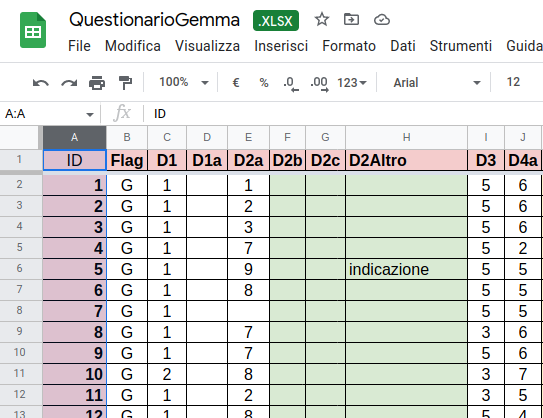 QuestionarioGemma .XLSX
File Modifica Visualizza Inserisci Formato Dati Strumenti Guida
100% € % .0 .00 123 Arial 12
A:A fx ID
A B C D E F G H I J
1 ID Flag D1 D1a D2a D2b D2c D2Altro D3 D4a
2 1 G 1 1 5 6
3 2 G 1 2 5 6
4 3 G 1 3 5 6
5 4 G 1 7 5 2
6 5 G 1 9 indicazione 5 5
7 6 G 1 8 5 5
8 7 G 1 5 5
9 8 G 1 7 3 6
10 9 G 1 7 5 6
11 10 G 2 8 3 7
12 11 G 1 2 3 5
13 12 G 1 8 5 4